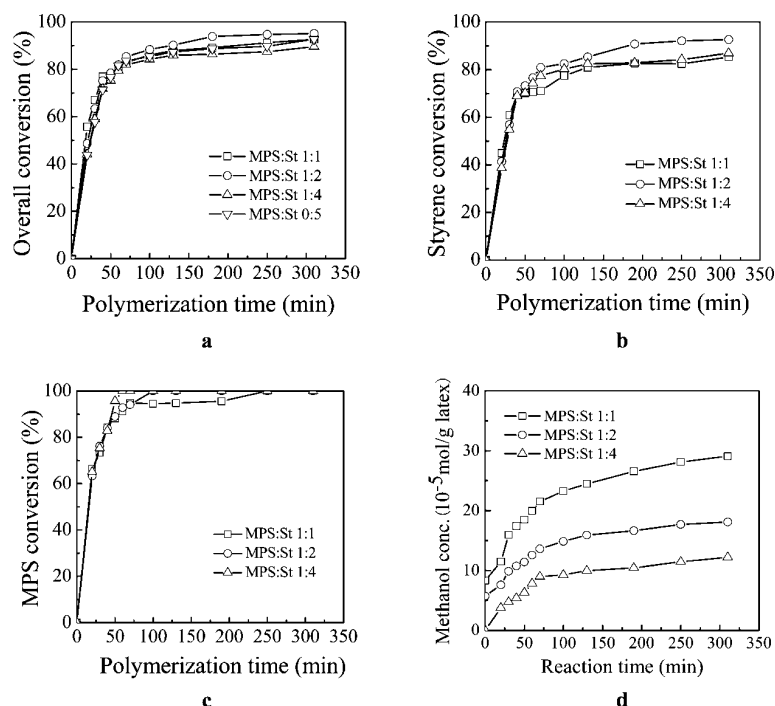 100
80
60
40
20
0
Overall conversion (%)
MPS:St 1:1
MPS:St 1:2
MPS:St 1:4
MPS:St 0:5
0 50 100 150 200 250 300 350
Polymerization time (min)
a
100
80
60
40
20
0
Styrene conversion (%)
MPS:St 1:1
MPS:St 1:2
MPS:St 1:4
0 50 100 150 200 250 300 350
Polymerization time (min)
b
100
80
60
40
20
0
MPS conversion (%)
MPS:St 1:1
MPS:St 1:2
MPS:St 1:4
0 50 100 150 200 250 300 350
Polymerization time (min)
c
40
30
20
10
0
Methanol conc. (10⁻⁵mol/g latex)
MPS:St 1:1
MPS:St 1:2
MPS:St 1:4
0 50 100 150 200 250 300 350
Reaction time (min)
d